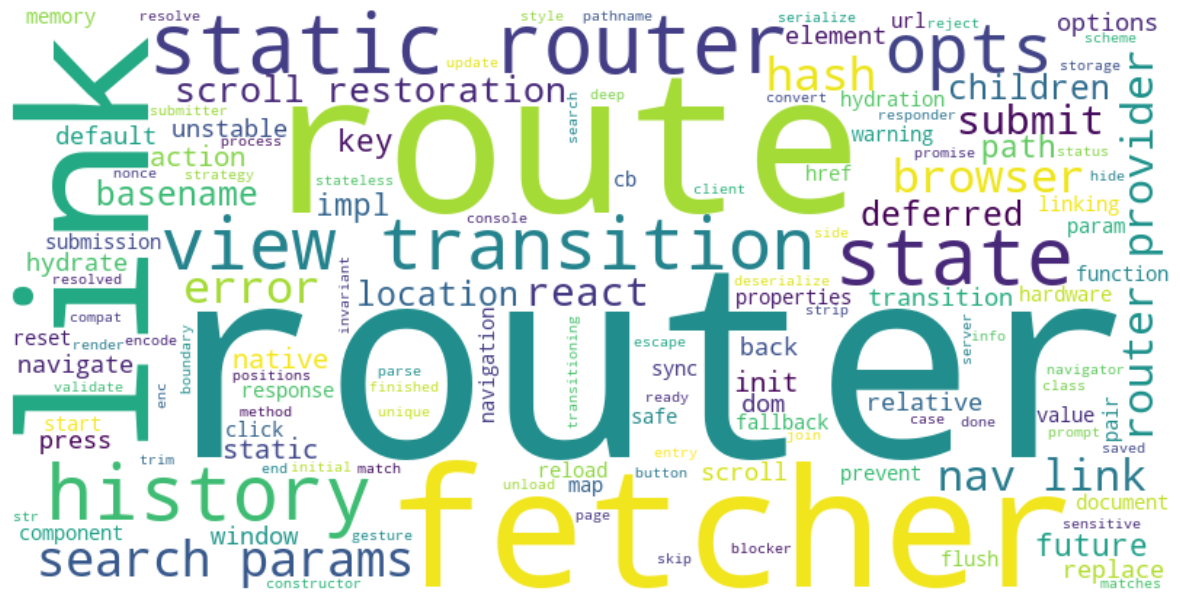 memory
resolve
static router
style
pathname
serialize
element
url
reject
opts
options
scheme
update
scroll restoration
submitter
default
unstable
process
key
route
search
deep
hash
convert
hydration
responder
children
storage
submit
warning
promise
path
status
action
nonce
strategy
basename
stateless
impl
cb
client
console
href
browser
hide
linking
deferred
param
router provider
link
submission
hydrate
resolved
view transition
side
state
function
error
invariant
location
react
deserialize
properties
strip
transition
hardware
compat
reset
render
encode
navigate
validate
enc
boundary
native
positions
response
method
click
static
parse
finished
unique
navigation
transitioning
escape
sync
ready
safe
router
back
init
dom
fallback
join
server
info
relative
case
done
navigator
class
value
prompt
pair
saved
start
press
trim
end
initial
match
history
str
component
window
gesture
search params
constructor
fetcher
reload
unload
map
page
button
entry
scroll
skip
blocker
prevent
nav link
document
sensitive
future
flush
replace
matches